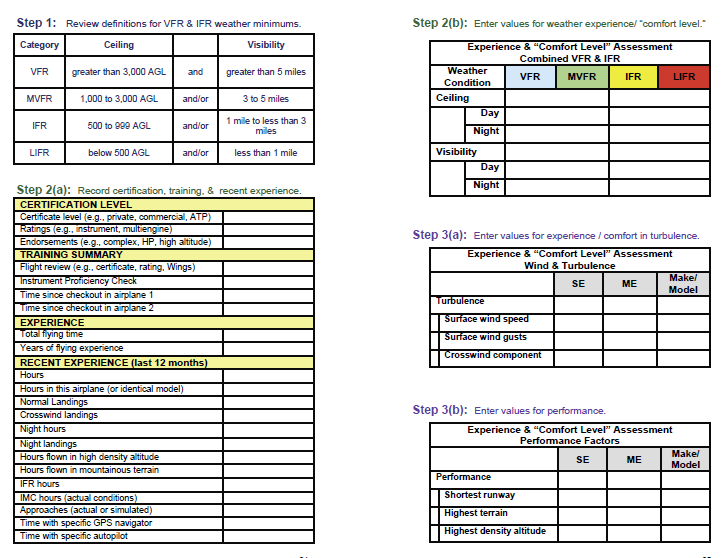 Step 1: Review definitions for VFR & IFR weather minimums.
Category Ceiling Visibility
VFR greater than 3,000 AGL and greater than 5 miles
MVFR 1,000 to 3,000 AGL and/or 3 to 5 miles
IFR 500 to 999 AGL and/or 1 mile to less than 3
miles
LIFR below 500 AGL and/or less than 1 mile
Step 2(a): Record certification, training, & recent experience.
CERTIFICATION LEVEL
Certificate level (e.g., private, commercial, ATP)
Ratings (e.g., instrument, multiengine)
Endorsements (e.g., complex, HP, high altitude)
TRAINING SUMMARY
Flight review (e.g., certificate, rating, Wings)
Instrument Proficiency Check
Time since checkout in airplane 1
Time since checkout in airplane 2
EXPERIENCE
Total flying time
Years of flying experience
RECENT EXPERIENCE (last 12 months)
Hours
Hours in this airplane (or identical model)
Normal Landings
Crosswind landings
Night hours
Night landings
Hours flown in high density altitude
Hours flown in mountainous terrain
IFR hours
IMC hours (actual conditions)
Approaches (actual or simulated)
Time with specific GPS navigator
Time with specific autopilot
Step 2(b): Enter values for weather experience/ "comfort level."
Experience & “Comfort Level” Assessment
Combined VFR & IFR
Weather
Condition VFR MVFR IFR LIFR
Ceiling
Day
Night
Visibility
Day
Night
Step 3(a): Enter values for experience / comfort in turbulence.
Experience & “Comfort Level” Assessment
Wind & Turbulence
SE ME Make/
Model
Turbulence
Surface wind speed
Surface wind gusts
Crosswind component
Step 3(b): Enter values for performance.
Experience & “Comfort Level” Assessment
Performance Factors
SE ME Make/
Model
Performance
Shortest runway
Highest terrain
Highest density altitude